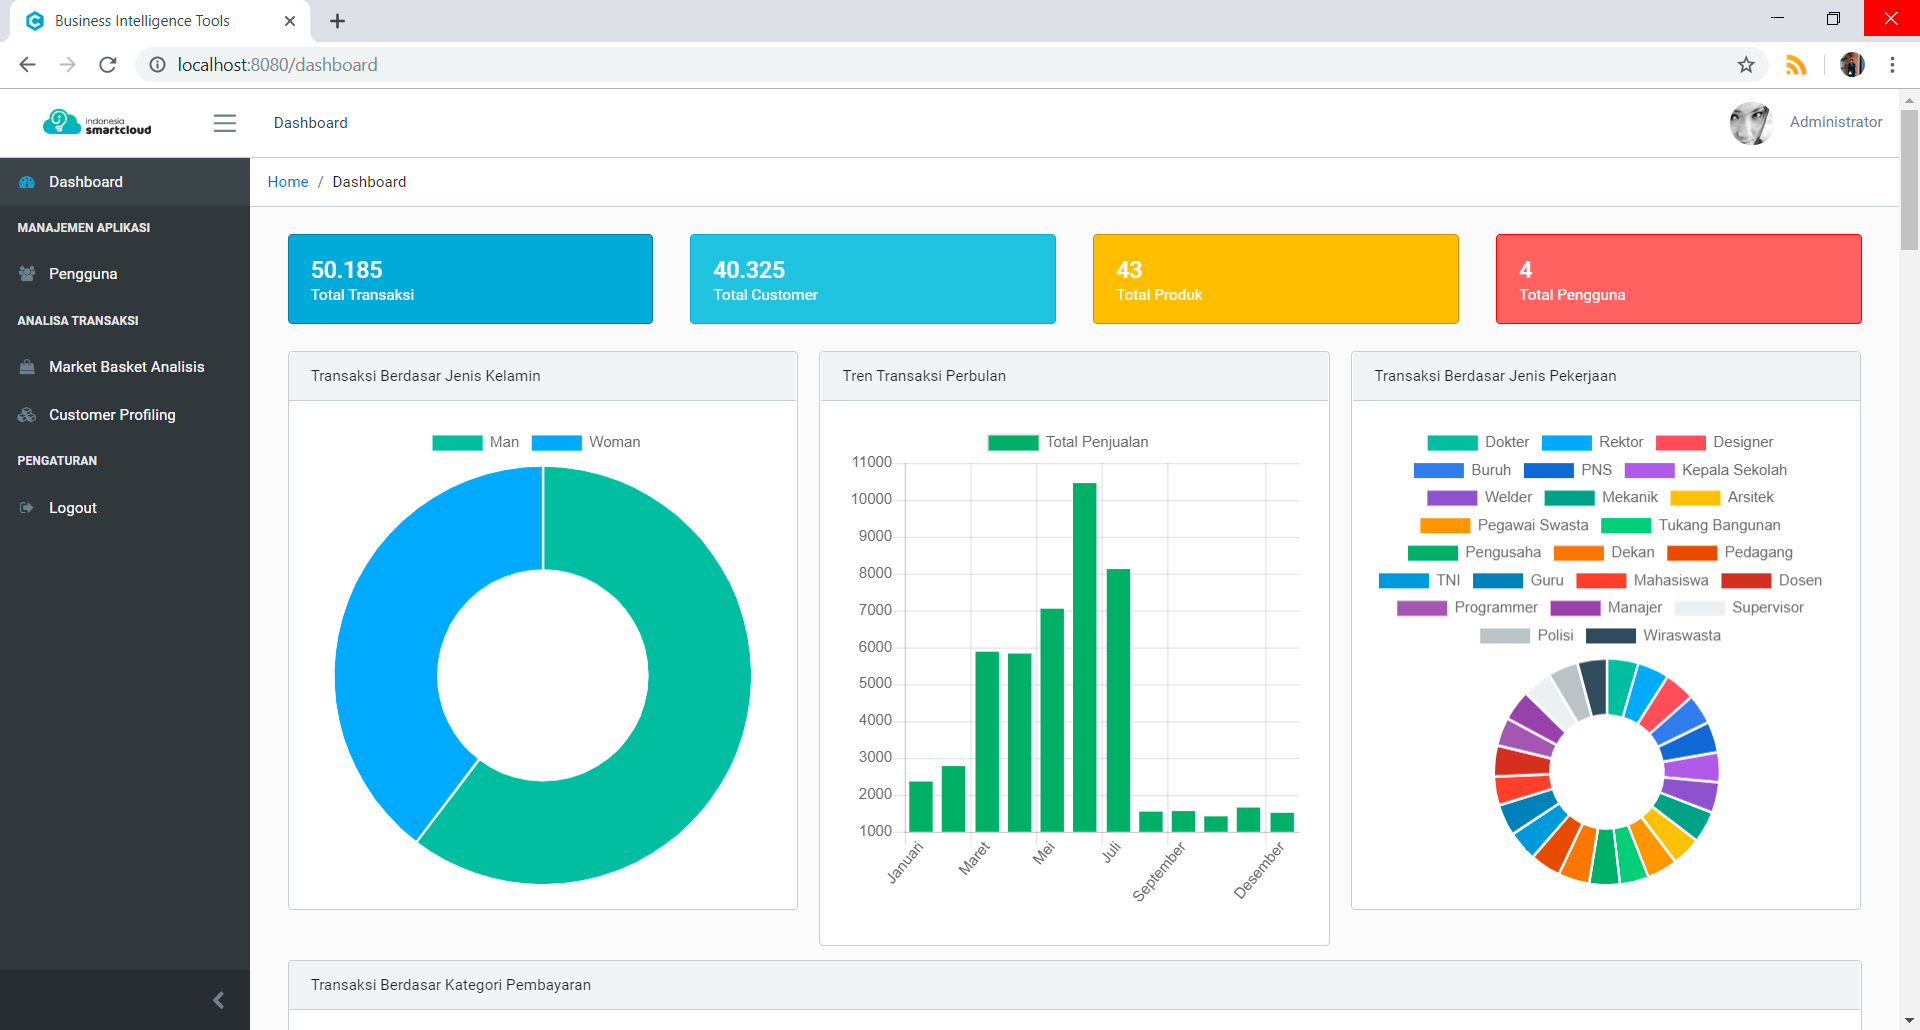 Business Intelligence Tools
localhost:8080/dashboard
indonesia
smartcloud
Dashboard
Administrator
Dashboard
MANAJEMEN APLIKASI
Pengguna
ANALISA TRANSAKSI
Market Basket Analisis
Customer Profiling
PENGATURAN
Logout
Home / Dashboard
50.185
Total Transaksi
40.325
Total Customer
43
Total Produk
4
Total Pengguna
Transaksi Berdasar Jenis Kelamin
Man Woman
Tren Transaksi Perbulan
Total Penjualan
11000
10000
9000
8000
7000
6000
5000
4000
3000
2000
1000
Januari Maret Mei Juli September Desember
Transaksi Berdasar Jenis Pekerjaan
Dokter Rektor Designer
Buruh PNS Kepala Sekolah
Welder Mekanik Arsitek
Pegawai Swasta Tukang Bangunan
Pengusaha Dekan Pedagang
TNI Guru Mahasiswa Dosen
Programmer Manajer Supervisor
Polisi Wiraswasta
Transaksi Berdasar Kategori Pembayaran